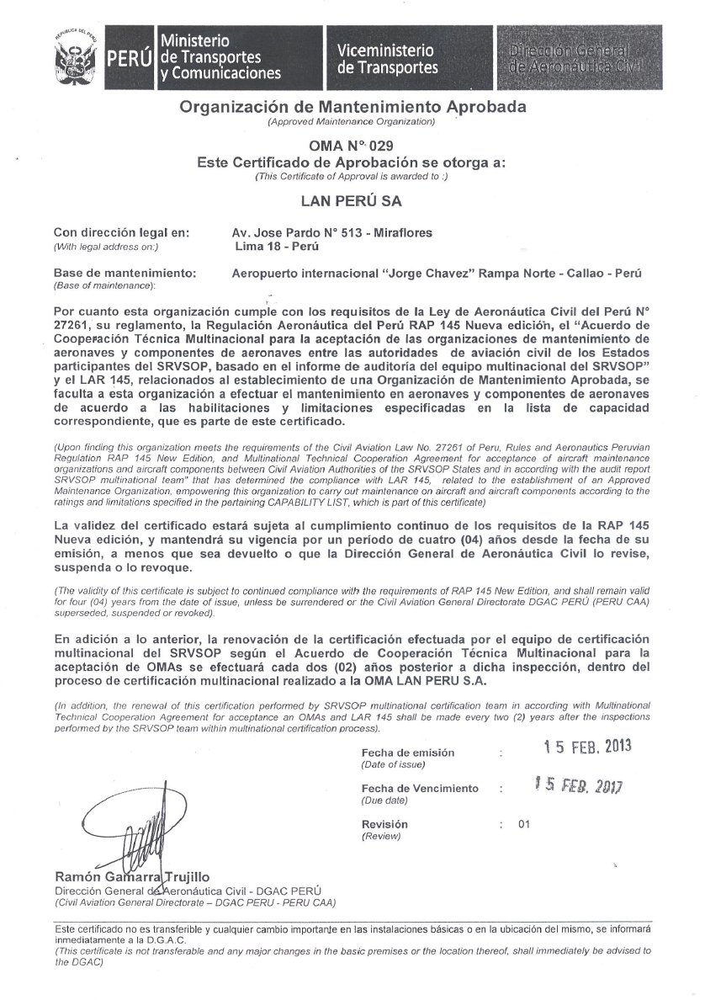 REPUBLICA DEL PERU
PERÚ
Ministerio
de Transportes
y Comunicaciones
Viceministerio
de Transportes
Dirección General
de Aeronáutica Civil
Organización de Mantenimiento Aprobada
(Approved Maintenance Organization)
OMA N° 029
Este Certificado de Aprobación se otorga a:
(This Certificate of Approval is awarded to :)
LAN PERÚ SA
Con dirección legal en: Av. Jose Pardo N° 513 - Miraflores
(With legal address on:) Lima 18 - Perú
Base de mantenimiento: Aeropuerto internacional “Jorge Chavez” Rampa Norte - Callao - Perú
(Base of maintenance):
Por cuanto esta organización cumple con los requisitos de la Ley de Aeronáutica Civil del Perú N°
27261, su reglamento, la Regulación Aeronáutica del Perú RAP 145 Nueva edición, el “Acuerdo de
Cooperación Técnica Multinacional para la aceptación de las organizaciones de mantenimiento de
aeronaves y componentes de aeronaves entre las autoridades de aviación civil de los Estados
participantes del SRVSOP, basado en el informe de auditoría del equipo multinacional del SRVSOP”
y el LAR 145, relacionados al establecimiento de una Organización de Mantenimiento Aprobada, se
faculta a esta organización a efectuar el mantenimiento en aeronaves y componentes de aeronaves
de acuerdo a las habilitaciones y limitaciones especificadas en la lista de capacidad
correspondiente, que es parte de este certificado.
(Upon finding this organization meets the requirements of the Civil Aviation Law No. 27261 of Peru, Rules and Aeronautics Peruvian
Regulation RAP 145 New Edition, and Multinational Technical Cooperation Agreement for acceptance of aircraft maintenance
organizations and aircraft components between Civil Aviation Authorities of the SRVSOP States and in according with the audit report
SRVSOP multinational team” that has determined the compliance with LAR 145, related to the establishment of an Approved
Maintenance Organization, empowering this organization to carry out maintenance on aircraft and aircraft components according to the
ratings and limitations specified in the pertaining CAPABILITY LIST, which is part of this certificate)
La validez del certificado estará sujeta al cumplimiento continuo de los requisitos de la RAP 145
Nueva edición, y mantendrá su vigencia por un período de cuatro (04) años desde la fecha de su
emisión, a menos que sea devuelto o que la Dirección General de Aeronáutica Civil lo revise,
suspenda o lo revoque.
(The validity of this certificate is subject to continued compliance with the requirements of RAP 145 New Edition, and shall remain valid
for four (04) years from the date of issue, unless be surrendered or the Civil Aviation General Directorate DGAC PERÚ (PERU CAA)
superseded, suspended or revoked).
En adición a lo anterior, la renovación de la certificación efectuada por el equipo de certificación
multinacional del SRVSOP según el Acuerdo de Cooperación Técnica Multinacional para la
aceptación de OMAs se efectuará cada dos (02) años posterior a dicha inspección, dentro del
proceso de certificación multinacional realizado a la OMA LAN PERU S.A.
(In addition, the renewal of this certification performed by SRVSOP multinational certification team in according with Multinational
Technical Cooperation Agreement for acceptance an OMAs and LAR 145 shall be made every two (2) years after the inspections
performed by the SRVSOP team within multinational certification process).
Fecha de emisión : 15 FEB. 2013
(Date of issue)
Fecha de Vencimiento : 15 FEB. 2017
(Due date)
Revisión : 01
(Review)
Ramón Gamarra Trujillo
Dirección General de Aeronáutica Civil - DGAC PERÚ
(Civil Aviation General Directorate – DGAC PERU - PERU CAA)
Este certificado no es transferible y cualquier cambio importante en las instalaciones básicas o en la ubicación del mismo, se informará
inmediatamente a la D.G.A.C.
(This certificate is not transferable and any major changes in the basic premises or the location thereof, shall immediately be advised to
the DGAC)